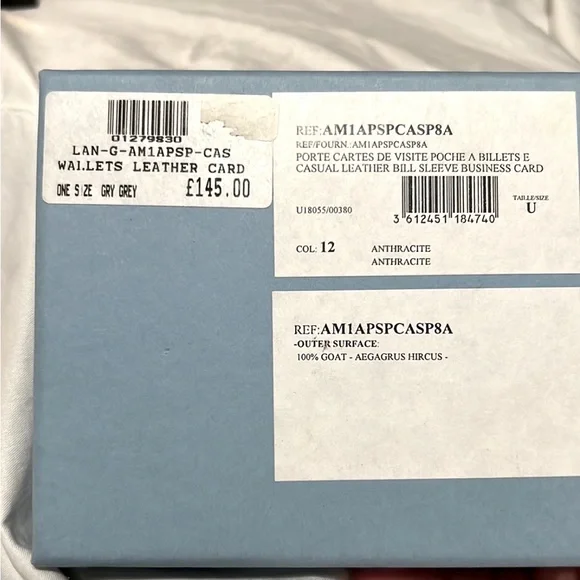 01279830
LAN-G-AM1APSP-CAS
WALLETS LEATHER CARD
ONE SIZE GRY GREY £145.00
REF:AM1APSPCASP8A
REF/FOURN.:AM1APSPCASP8A
PORTE CARTES DE VISITE POCHE A BILLETS E
CASUAL LEATHER BILL SLEEVE BUSINESS CARD
U18055/00380
3 612451 184740
TAILLE/SIZE
U
COL: 12 ANTHRACITE
ANTHRACITE
REF:AM1APSPCASP8A
-OUTER SURFACE:
100% GOAT - AEGAGRUS HIRCUS -